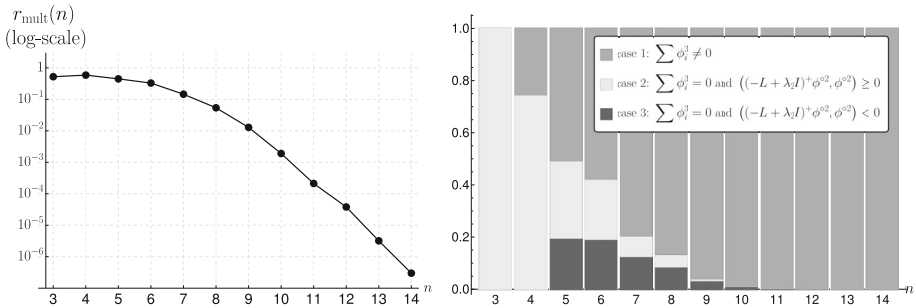 r_mult(n)
(log-scale)
1
10^-1
10^-2
10^-3
10^-4
10^-5
10^-6
3 4 5 6 7 8 9 10 11 12 13 14 n
1.0
0.8
0.6
0.4
0.2
0.0
case 1: ∑ ϕ_i^3 ≠ 0
case 2: ∑ ϕ_i^3 = 0 and ((−L + λ_2 I)^+ ϕ^∘2, ϕ^∘2) ≥ 0
case 3: ∑ ϕ_i^3 = 0 and ((−L + λ_2 I)^+ ϕ^∘2, ϕ^∘2) < 0
3 4 5 6 7 8 9 10 11 12 13 14 n